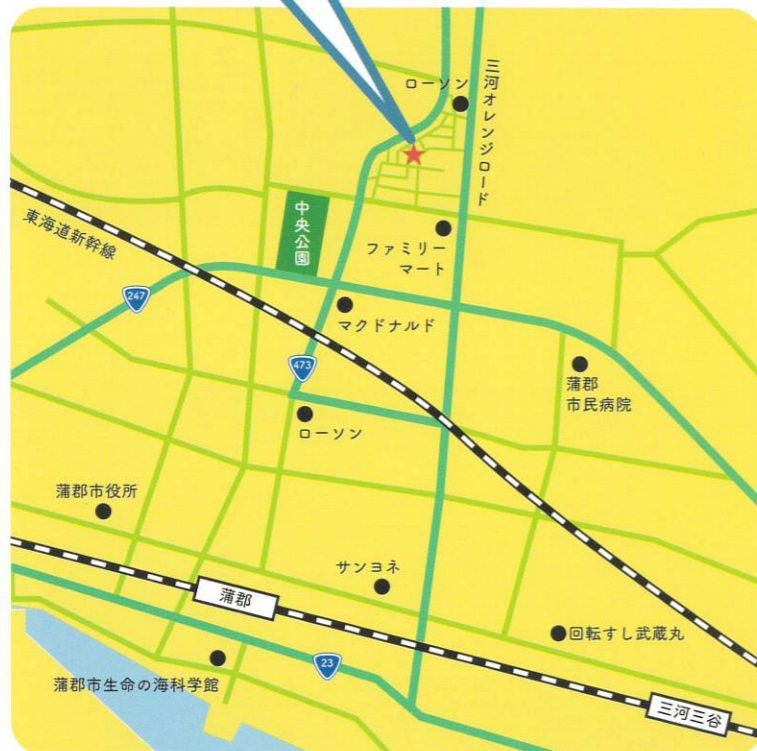 ローソン
三河オレンジロード
中央公園
東海道新幹線
ファミリー
マート
247
マクドナルド
473
蒲郡
市民病院
ローソン
蒲郡市役所
サンヨネ
蒲郡
回転すし武蔵丸
23
蒲郡市生命の海科学館
三河三谷